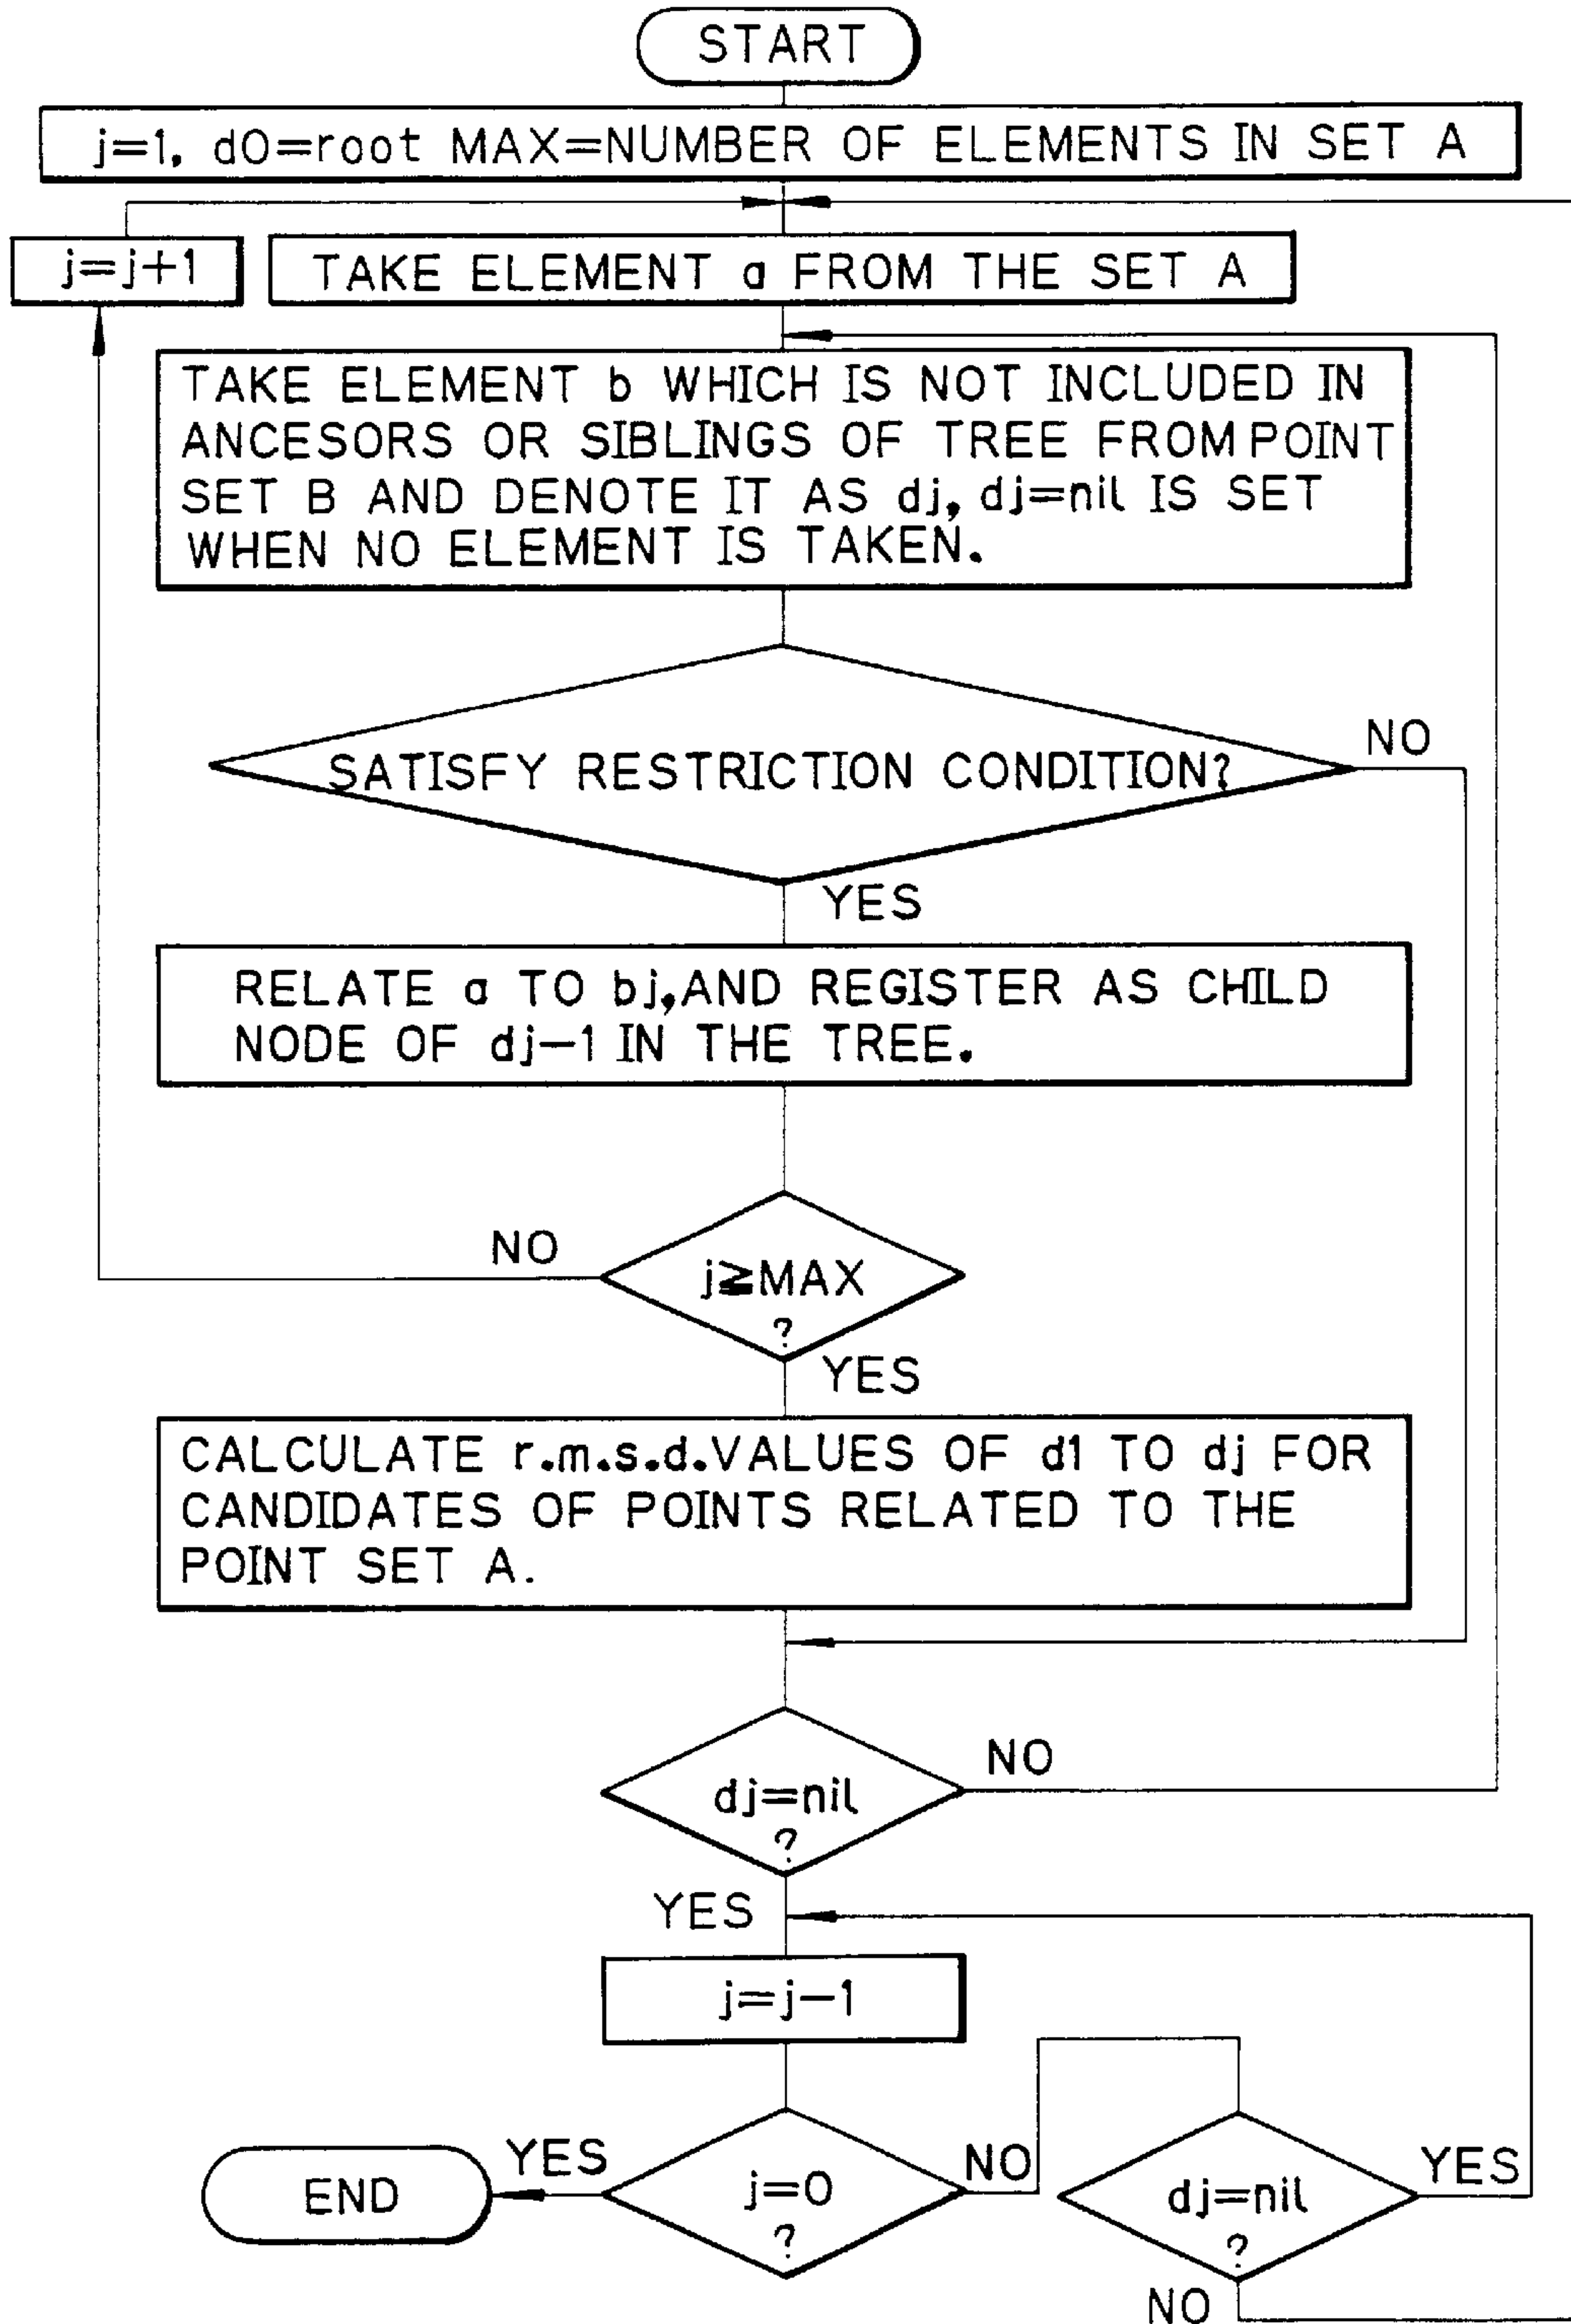 START
j=1, d0=root MAX=NUMBER OF ELEMENTS IN SET A
j=j+1
TAKE ELEMENT a FROM THE SET A
TAKE ELEMENT b WHICH IS NOT INCLUDED IN
ANCESORS OR SIBLINGS OF TREE FROM POINT
SET B AND DENOTE IT AS dj, dj=nil IS SET
WHEN NO ELEMENT IS TAKEN.
SATISFY RESTRICTION CONDITION?
NO
YES
RELATE a TO bj, AND REGISTER AS CHILD
NODE OF dj-1 IN THE TREE.
NO
j≧MAX
?
YES
CALCULATE r.m.s.d. VALUES OF d1 TO dj FOR
CANDIDATES OF POINTS RELATED TO THE
POINT SET A.
dj=nil
?
NO
YES
j=j-1
j=0
?
YES
END
NO
dj=nil
?
YES
NO